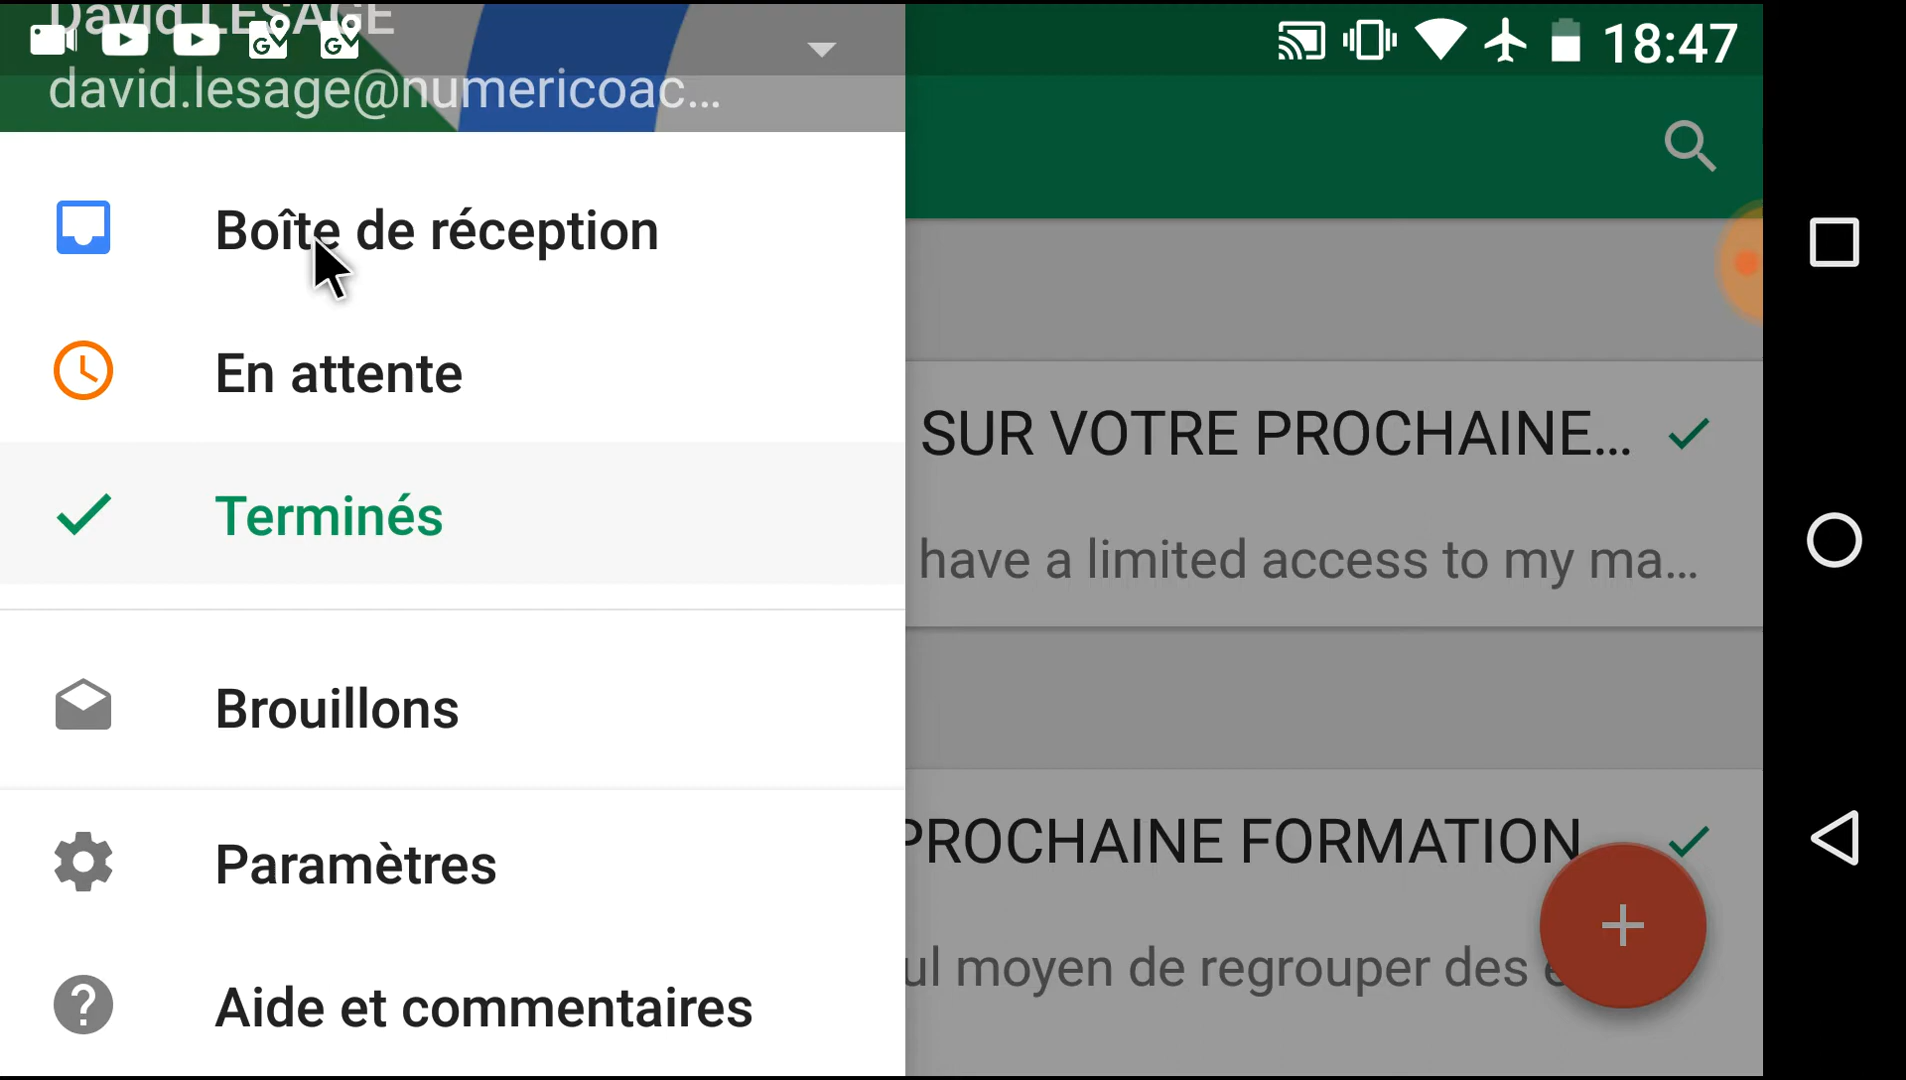 David LESAGE
18:47
david.lesage@numericoac...
Boîte de réception
En attente
SUR VOTRE PROCHAINE...
Terminés
have a limited access to my ma...
Brouillons
PROCHAINE FORMATION
Paramètres
moyen de regrouper des
Aide et commentaires